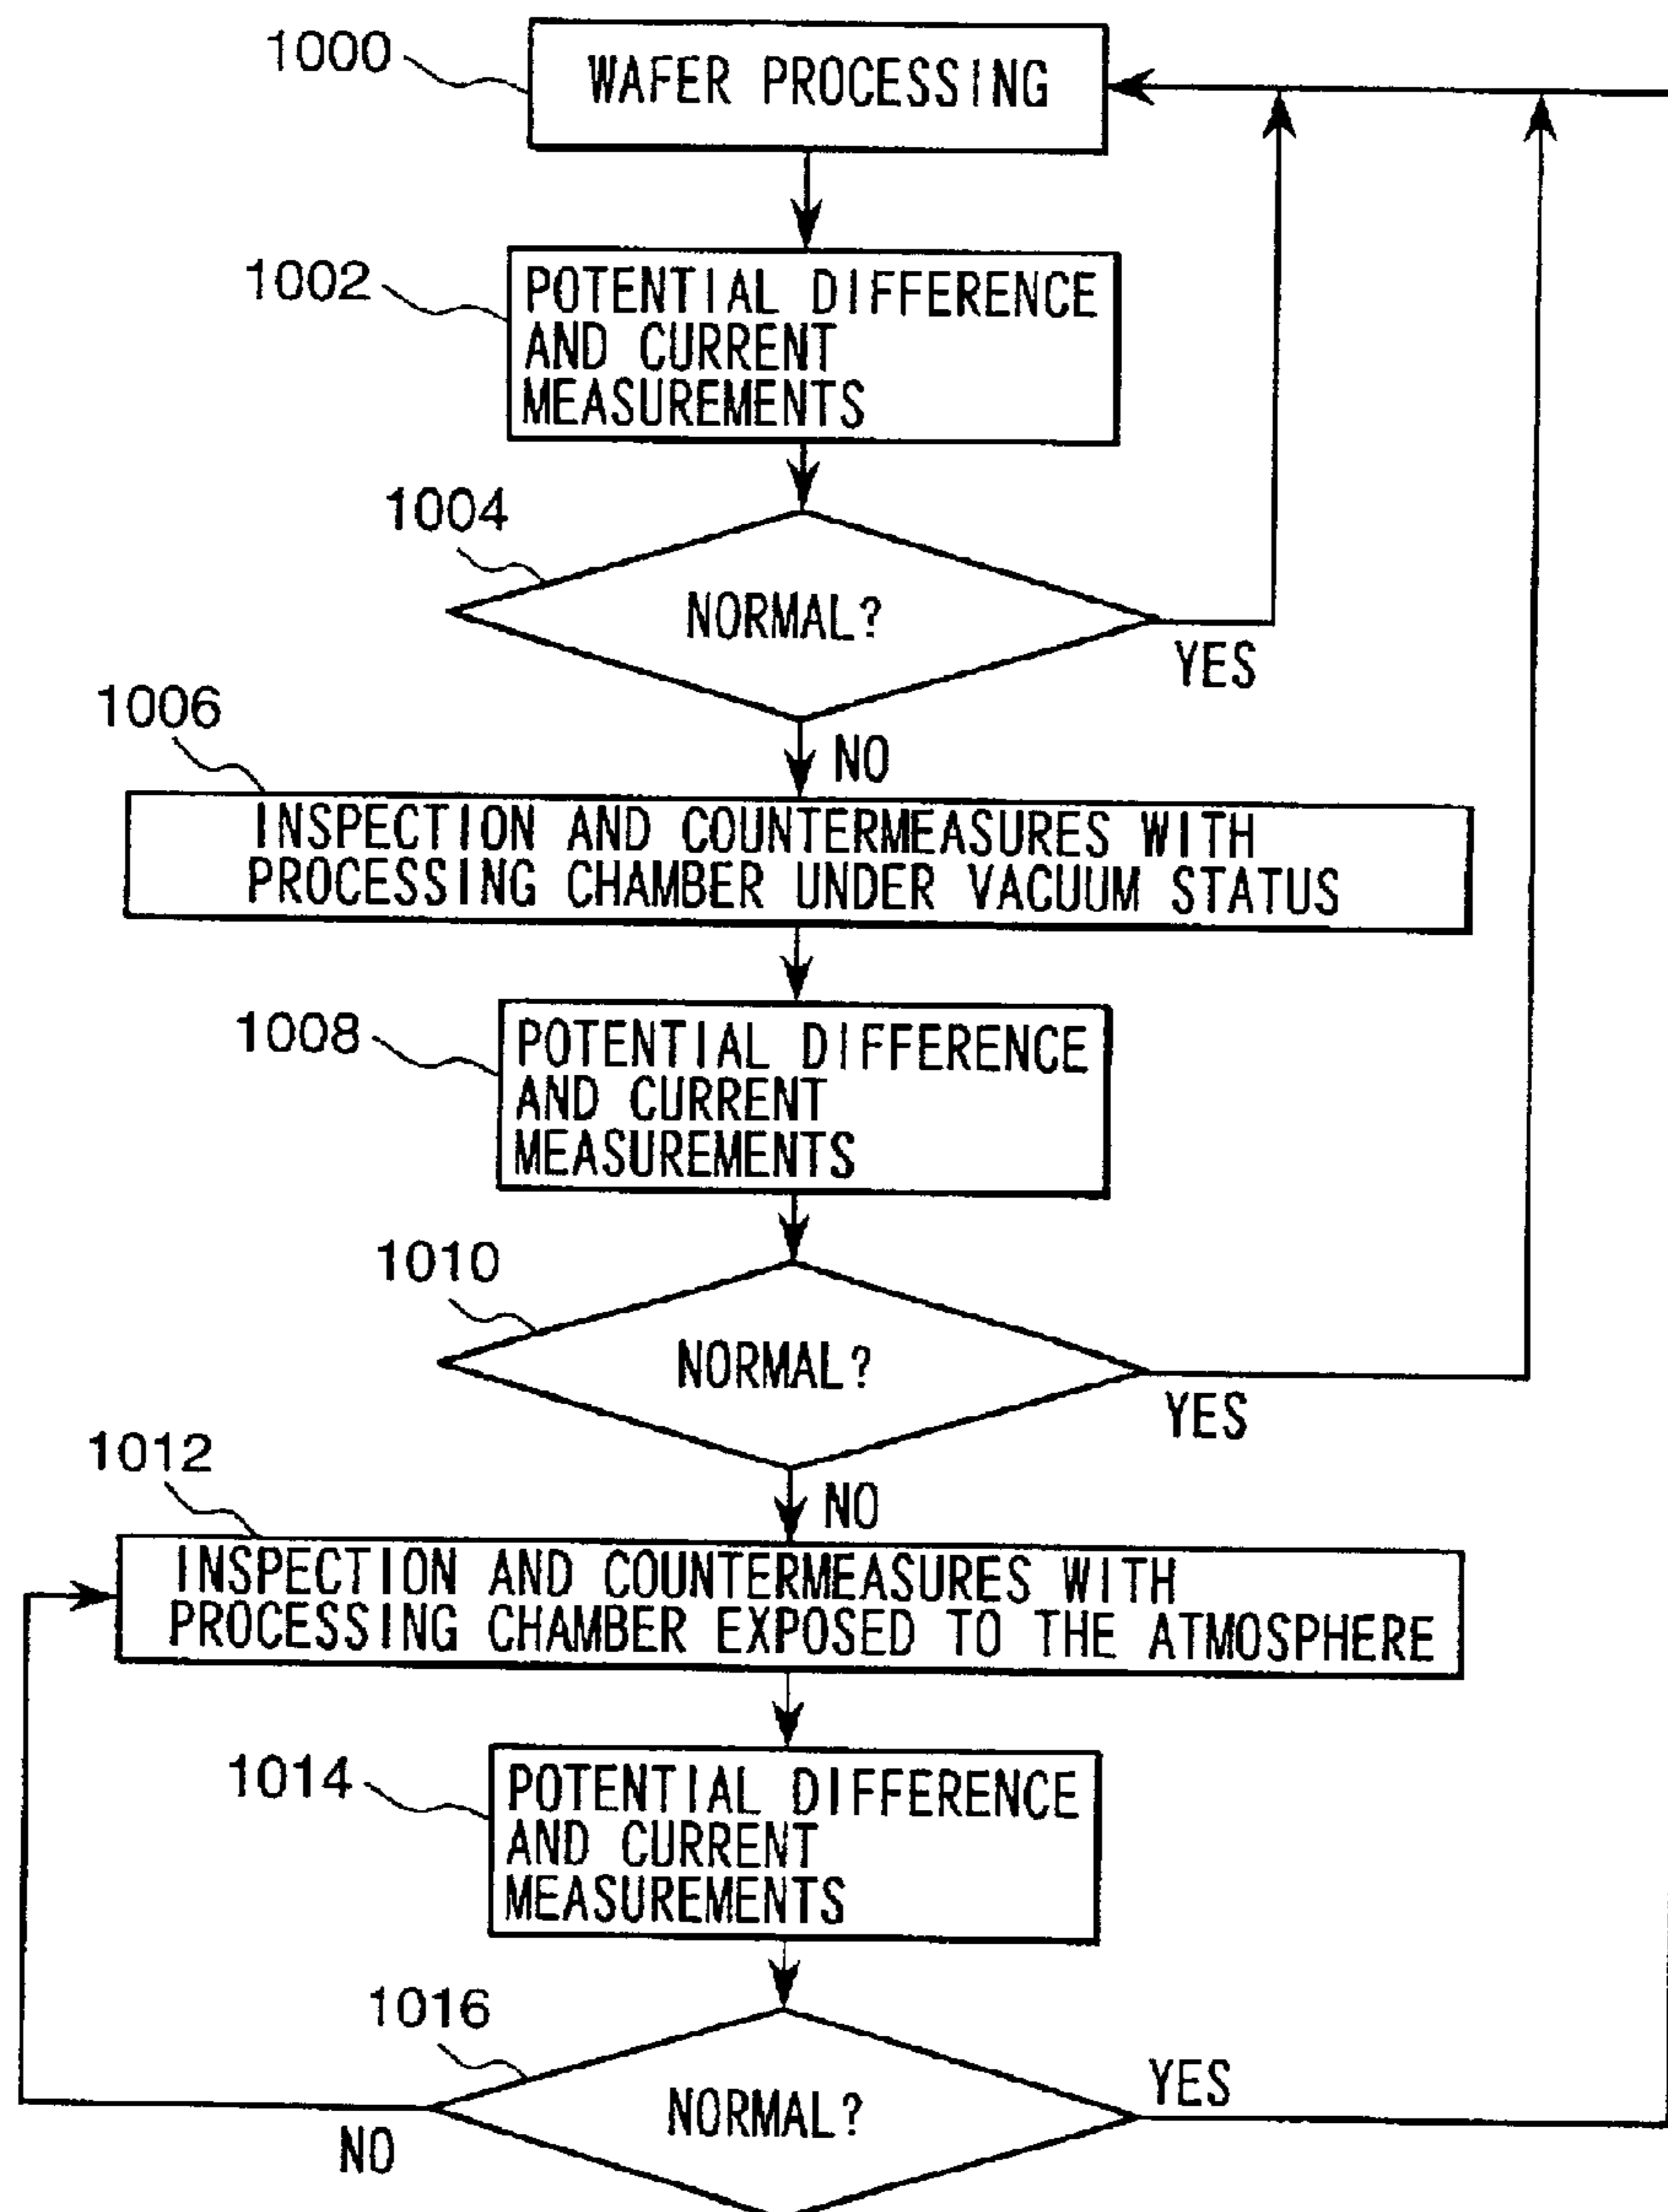 1000
WAFER PROCESSING
1002
POTENTIAL DIFFERENCE
AND CURRENT
MEASUREMENTS
1004
NORMAL?
YES
NO
1006
INSPECTION AND COUNTERMEASURES WITH
PROCESSING CHAMBER UNDER VACUUM STATUS
1008
POTENTIAL DIFFERENCE
AND CURRENT
MEASUREMENTS
1010
NORMAL?
YES
NO
1012
INSPECTION AND COUNTERMEASURES WITH
PROCESSING CHAMBER EXPOSED TO THE ATMOSPHERE
1014
POTENTIAL DIFFERENCE
AND CURRENT
MEASUREMENTS
1016
NORMAL?
YES
NO